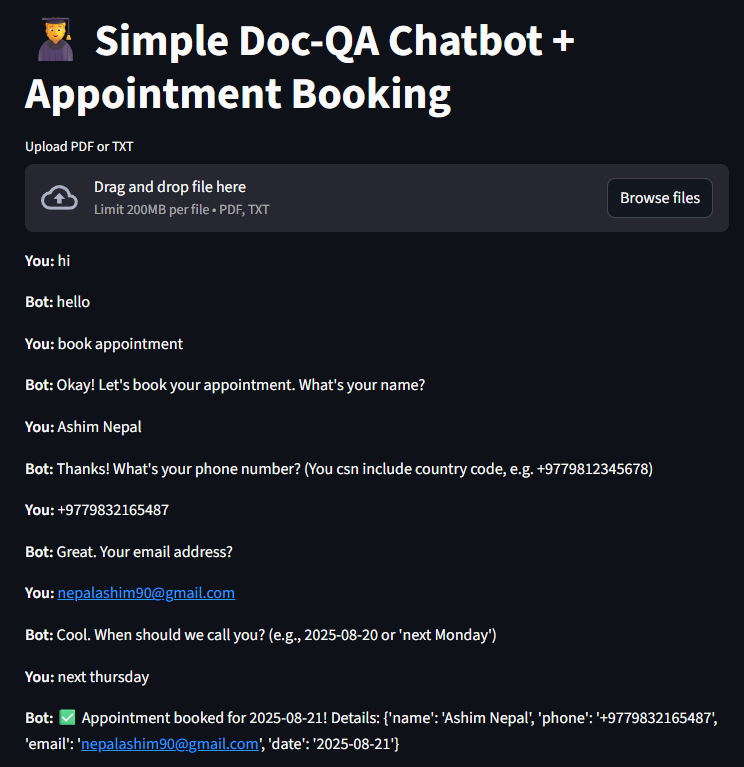 Simple Doc-QA Chatbot +
Appointment Booking
Upload PDF or TXT
Drag and drop file here
Limit 200MB per file • PDF, TXT
Browse files
You: hi
Bot: hello
You: book appointment
Bot: Okay! Let's book your appointment. What's your name?
You: Ashim Nepal
Bot: Thanks! What's your phone number? (You csn include country code, e.g. +9779812345678)
You: +9779832165487
Bot: Great. Your email address?
You: nepalashim90@gmail.com
Bot: Cool. When should we call you? (e.g., 2025-08-20 or 'next Monday')
You: next thursday
Bot: ✅ Appointment booked for 2025-08-21! Details: {'name': 'Ashim Nepal', 'phone': '+9779832165487',
'email': 'nepalashim90@gmail.com', 'date': '2025-08-21'}